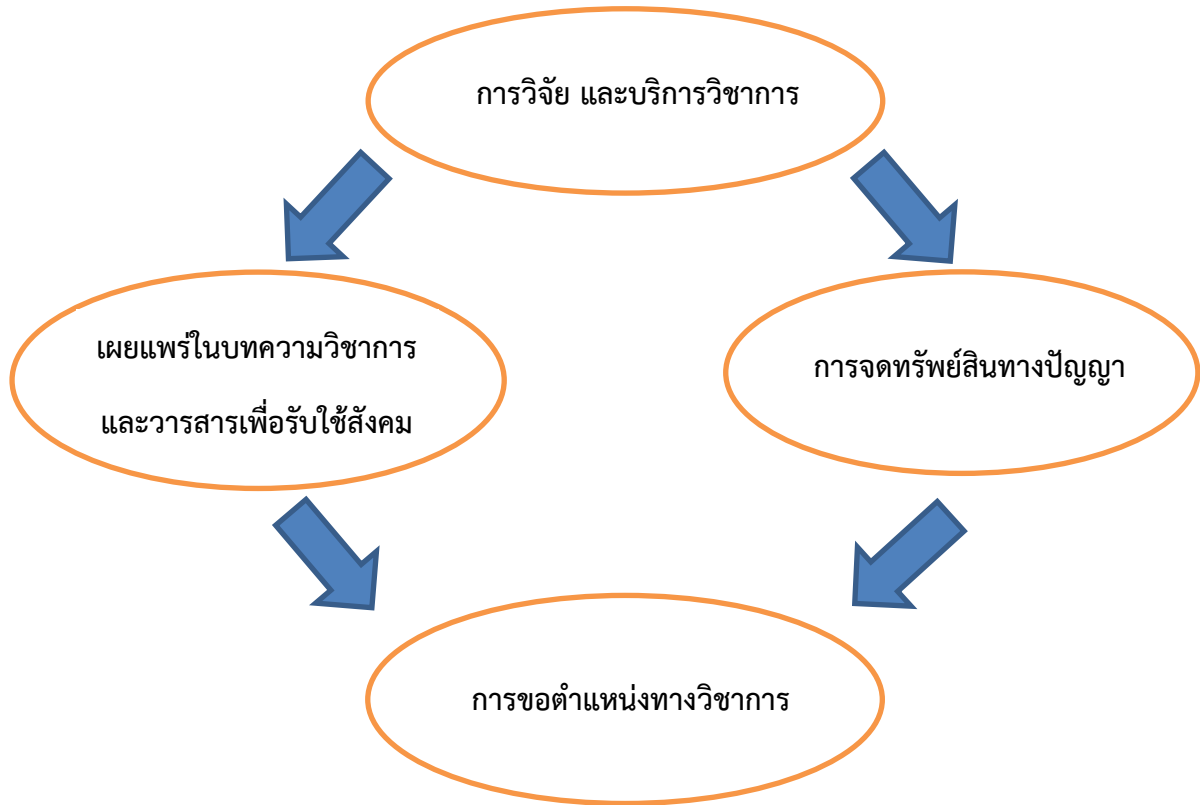 การวิจัย และบริการวิชาการ
เผยแพร่ในบทความวิชาการ
และวารสารเพื่อรับใช้สังคม
การจดทรัพย์สินทางปัญญา
การขอตำแหน่งทางวิชาการ